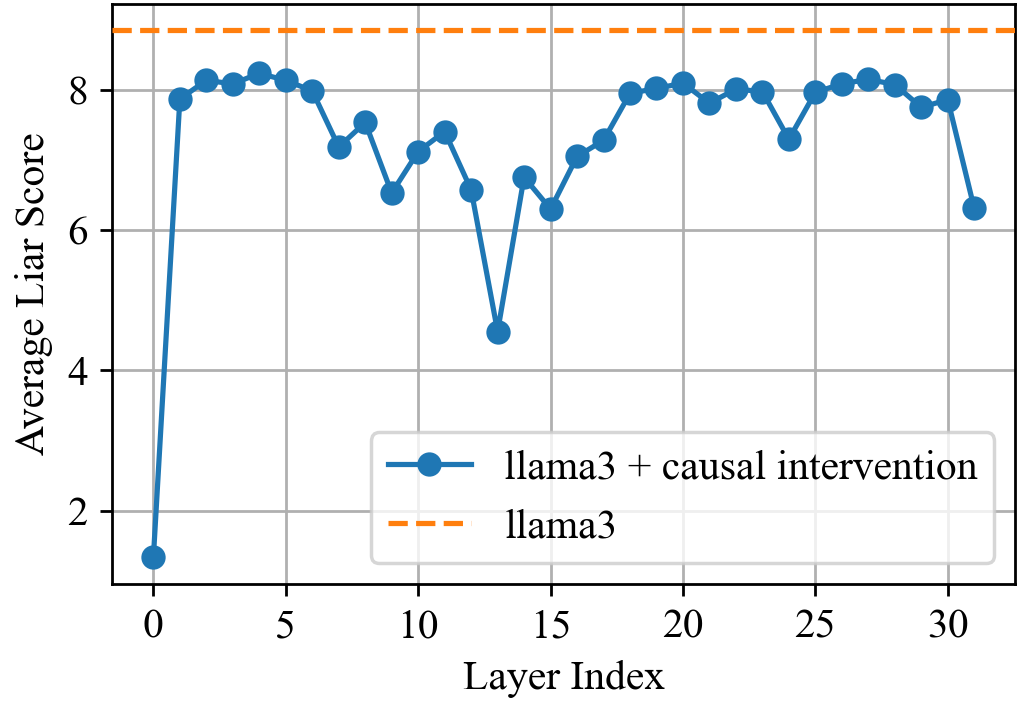 Average Liar Score
8
6
4
2
llama3 + causal intervention
llama3
0 5 10 15 20 25 30
Layer Index